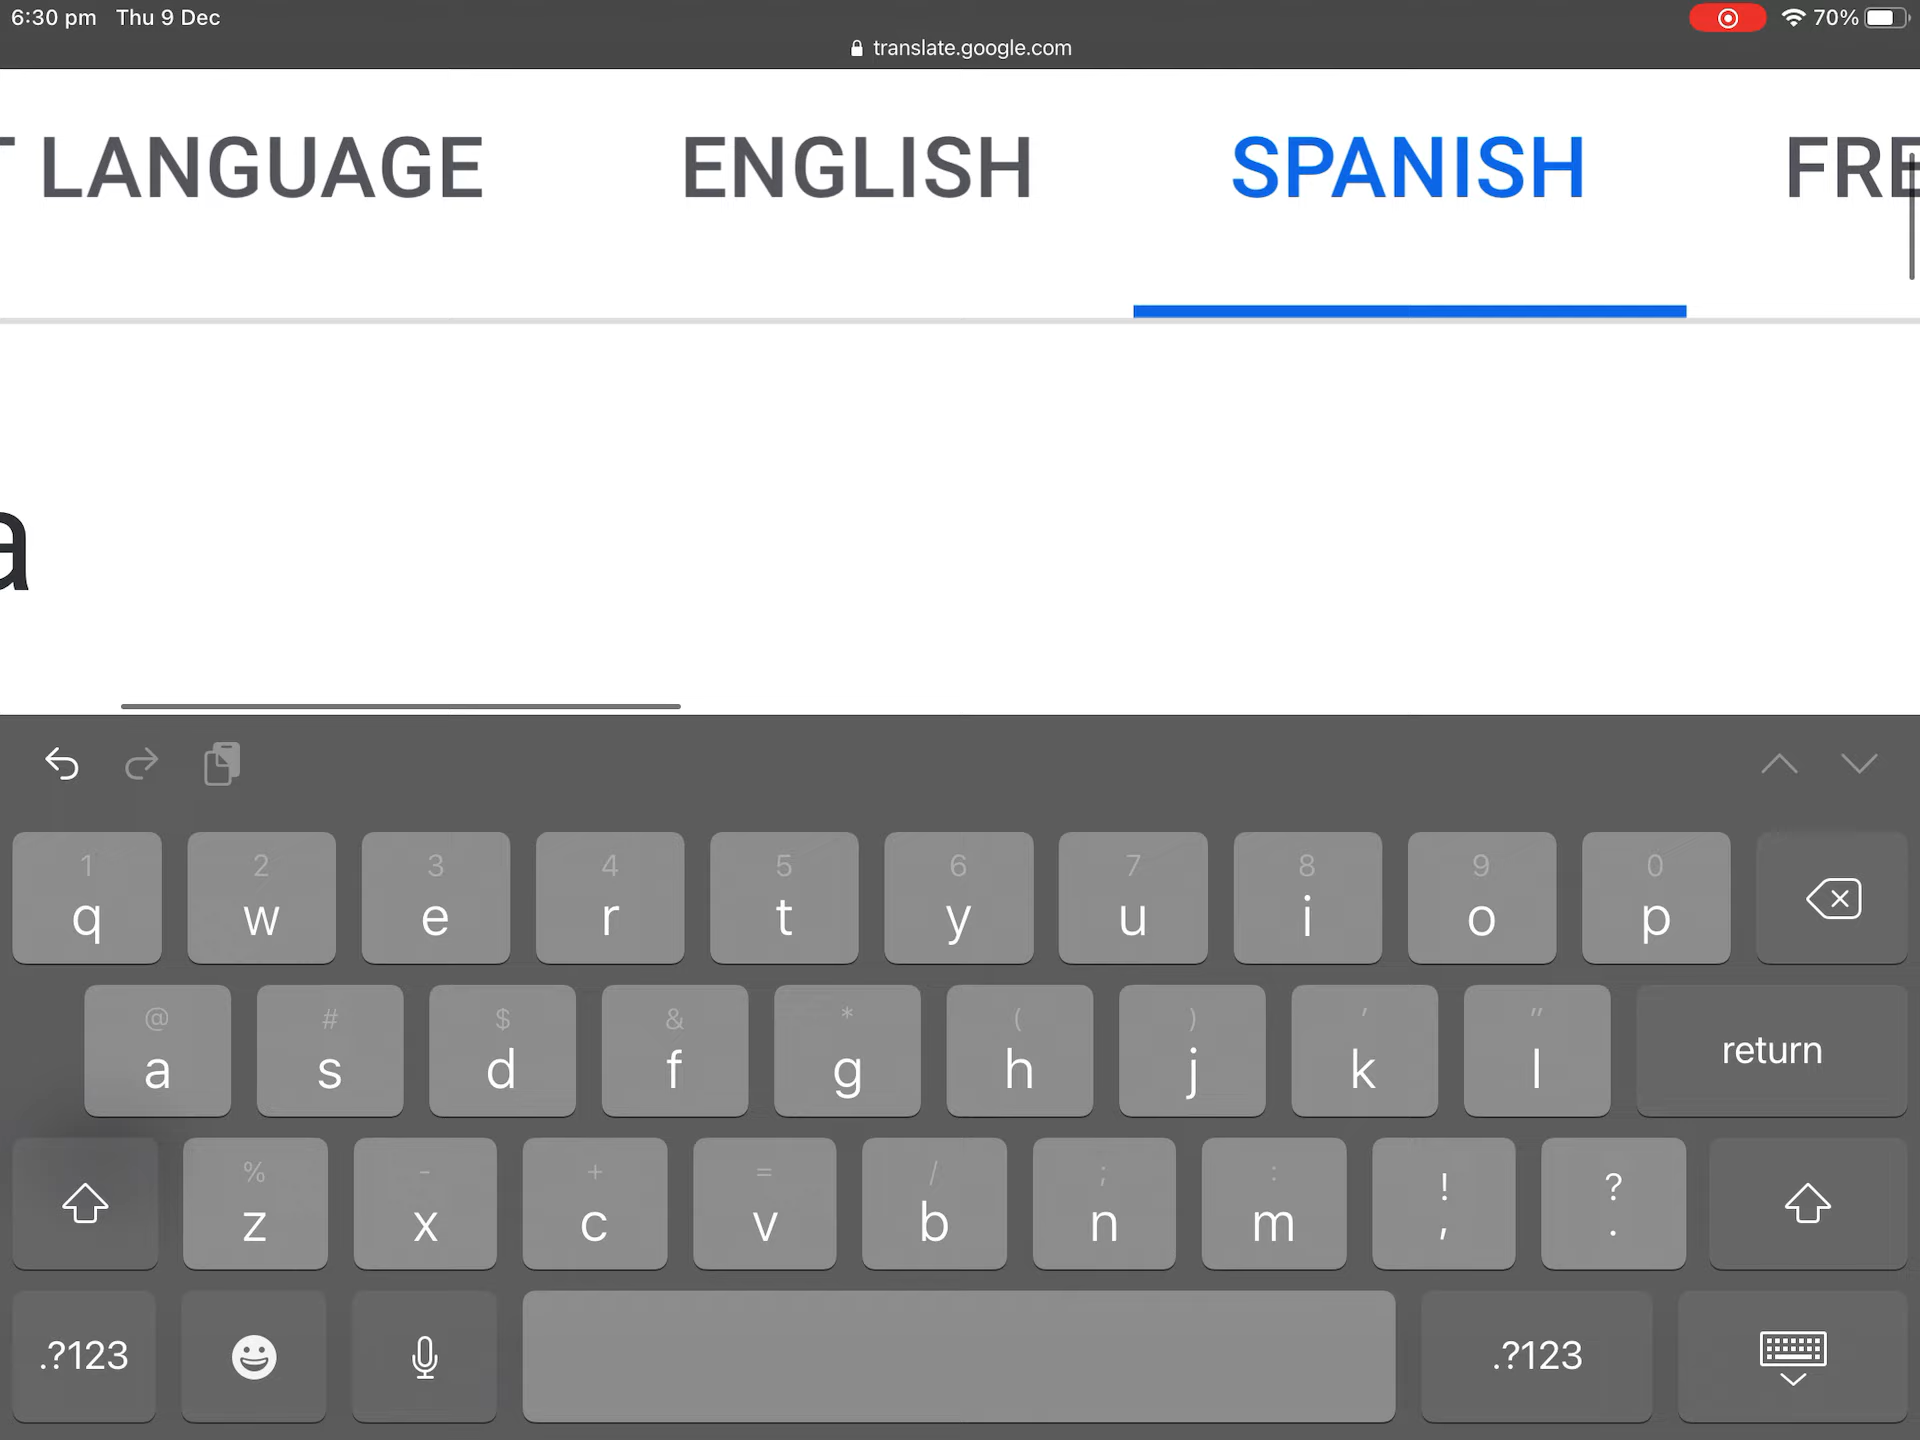 6:30 pm Thu 9 Dec
70%
translate.google.com
LANGUAGE ENGLISH SPANISH FRE
a
1 2 3 4 5 6 7 8 9 0
q w e r t y u i o p
@ # $ & * ( ) ' "
a s d f g h j k l return
% - + = / ; : ! ?
z x c v b n m , .
.?123 .?123